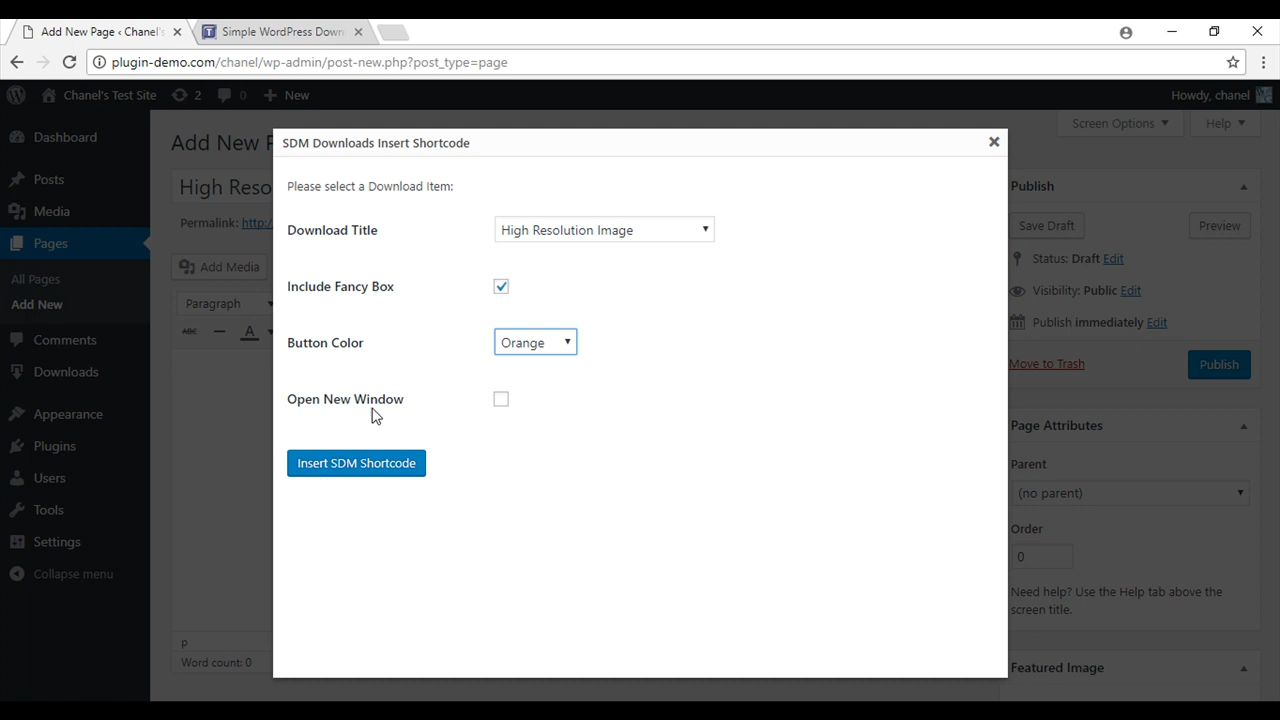 Add New Page ‹ Chanel's
Simple WordPress Down
plugin-demo.com/chanel/wp-admin/post-new.php?post_type=page
Chanel's Test Site
2
0
New
Howdy, chanel
Dashboard
Posts
Media
Pages
All Pages
Add New
Comments
Downloads
Appearance
Plugins
Users
Tools
Settings
Collapse menu
Add New P
Screen Options
Help
High Reso
Permalink: http:/
Add Media
Paragraph
ABC
A
p
Word count: 0
SDM Downloads Insert Shortcode
Please select a Download Item:
Download Title
High Resolution Image
Include Fancy Box
Button Color
Orange
Open New Window
Insert SDM Shortcode
Publish
Save Draft
Preview
Status: Draft Edit
Visibility: Public Edit
Publish immediately Edit
Move to Trash
Publish
Page Attributes
Parent
(no parent)
Order
0
Need help? Use the Help tab above the
screen title.
Featured Image